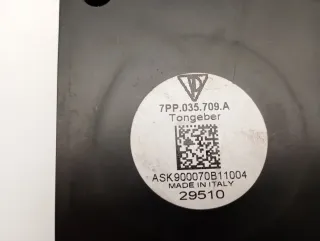 7PP.035.709.A
Tongeber
ASK900070B11004
MADE IN ITALY
29510